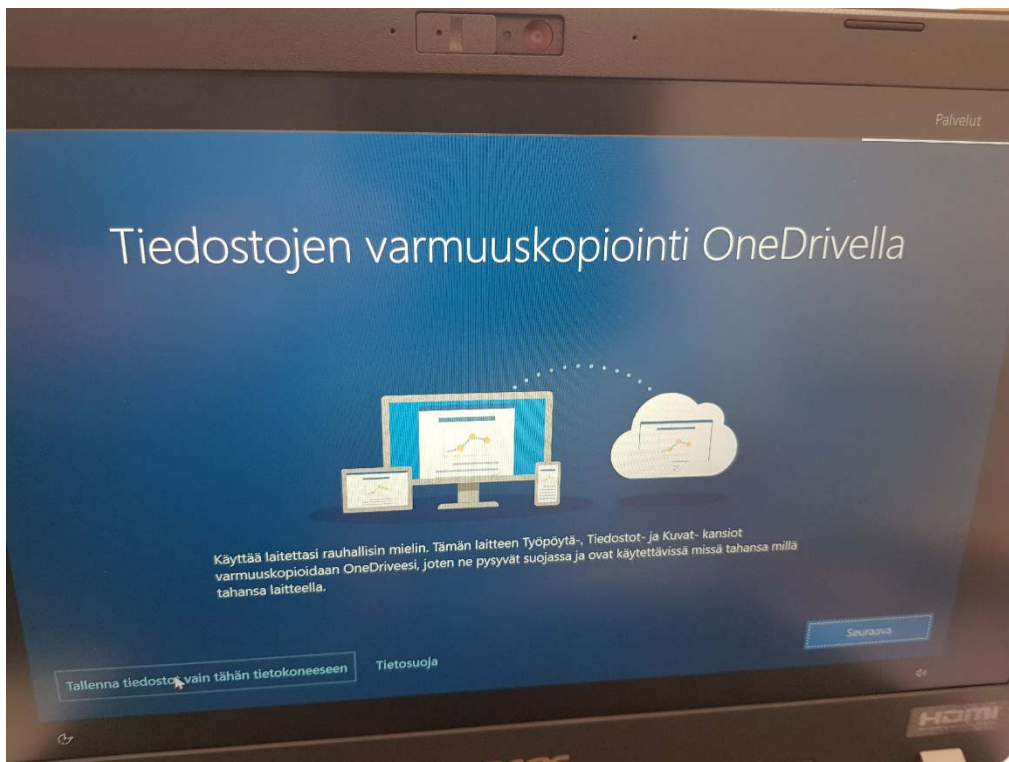 Palvelut
Tiedostojen varmuuskopiointi OneDrivella
Käyttää laitettasi rauhallisin mielin. Tämän laitteen Työpöytä-, Tiedostot- ja Kuvat- kansiot
varmuuskopioidaan OneDriveesi, joten ne pysyvät suojassa ja ovat käytettävissä missä tahansa millä
tahansa laitteella.
Seuraava
Tallenna tiedostot vain tähän tietokoneeseen
Tietosuoja
HDMI